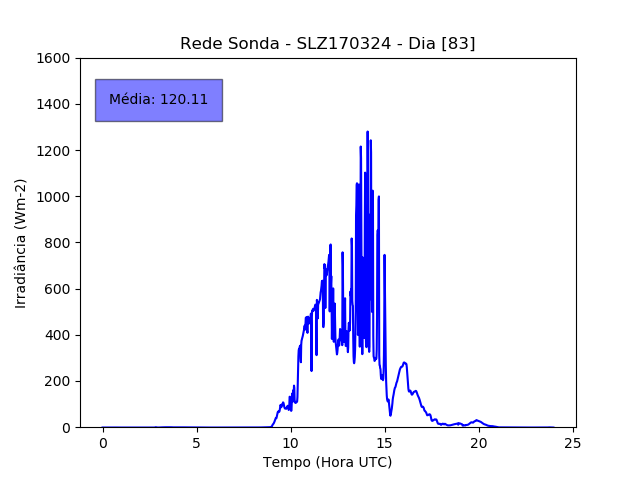 Rede Sonda - SLZ170324 - Dia [83]
Média: 120.11
Irradiância (Wm-2)
1600
1400
1200
1000
800
600
400
200
0
0 5 10 15 20 25
Tempo (Hora UTC)